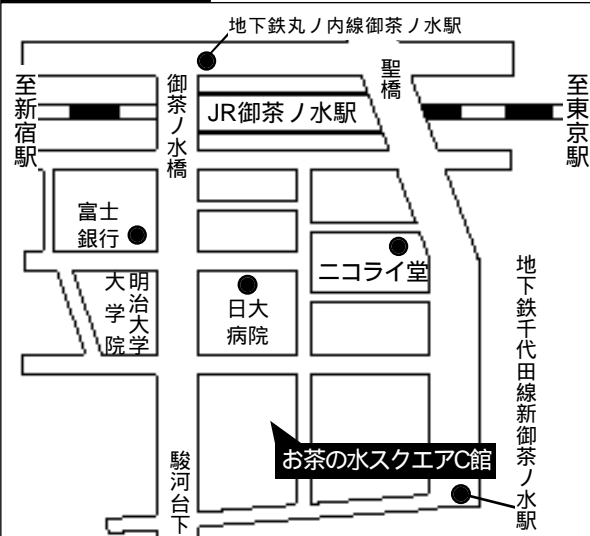 地下鉄丸ノ内線御茶ノ水駅
至新宿駅
御茶ノ水橋
JR御茶ノ水駅
聖橋
至東京駅
富士
銀行
ニコライ堂
明治大学
大学院
日大
病院
地下鉄千代田線新御茶ノ水駅
お茶の水スクエアC館
駿河台下